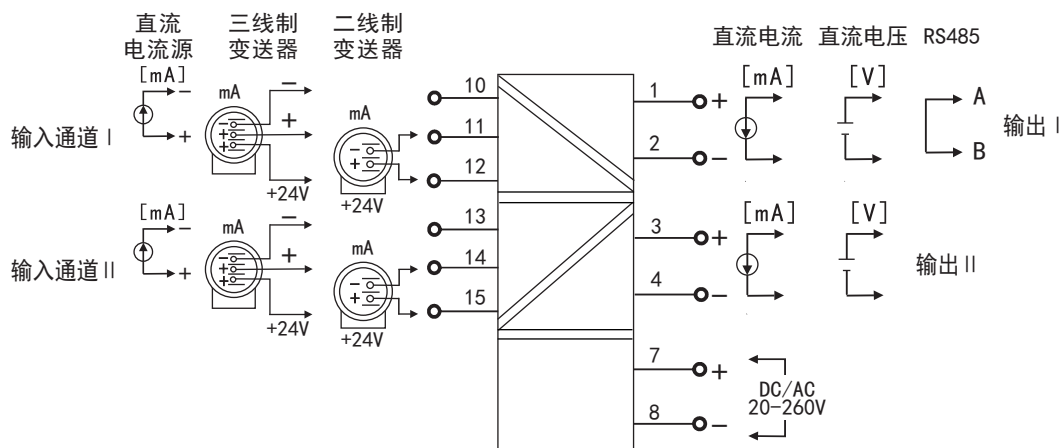 直流
电流源
三线制
变送器
二线制
变送器
直流电流
直流电压
RS485
[mA]
mA
[mA]
[V]
输入通道Ⅰ
−
+
−
+
−
+
+24V
mA
−
+
+24V
10
11
12
1
2
+
−
A
B
输出Ⅰ
[mA]
mA
[mA]
[V]
输入通道Ⅱ
−
+
−
+
−
+
+24V
mA
−
+
+24V
13
14
15
3
4
+
−
输出Ⅱ
7
8
+
−
DC/AC
20-260V